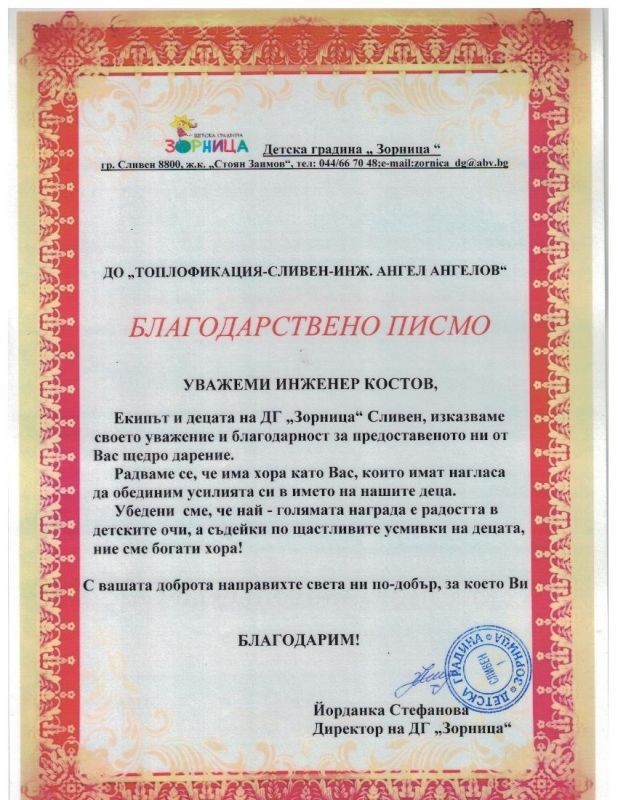 ДЕТСКА ГРАДИНА
ЗОРНИЦА
Детска градина „ Зорница “
гр. Сливен 8800, ж.к. „Стоян Заимов“, тел: 044/66 70 48;e-mail:zornica_dg@abv.bg
ДО „ТОПЛОФИКАЦИЯ-СЛИВЕН-ИНЖ. АНГЕЛ АНГЕЛОВ“
БЛАГОДАРСТВЕНО ПИСМО
УВАЖЕМИ ИНЖЕНЕР КОСТОВ,
Екипът и децата на ДГ „Зорница“ Сливен, изказваме
своето уважение и благодарност за предоставеното ни от
Вас щедро дарение.
Радваме се, че има хора като Вас, които имат нагласа
да обединим усилията си в името на нашите деца.
Убедени сме, че най - голямата награда е радостта в
детските очи, а съдейки по щастливите усмивки на децата,
ние сме богати хора!
С вашата доброта направихте света ни по-добър, за което Ви
БЛАГОДАРИМ!
ДЕТСКА ГРАДИНА * ЗОРНИЦА *
СЛИВЕН
1
Йорданка Стефанова
Директор на ДГ „Зорница“